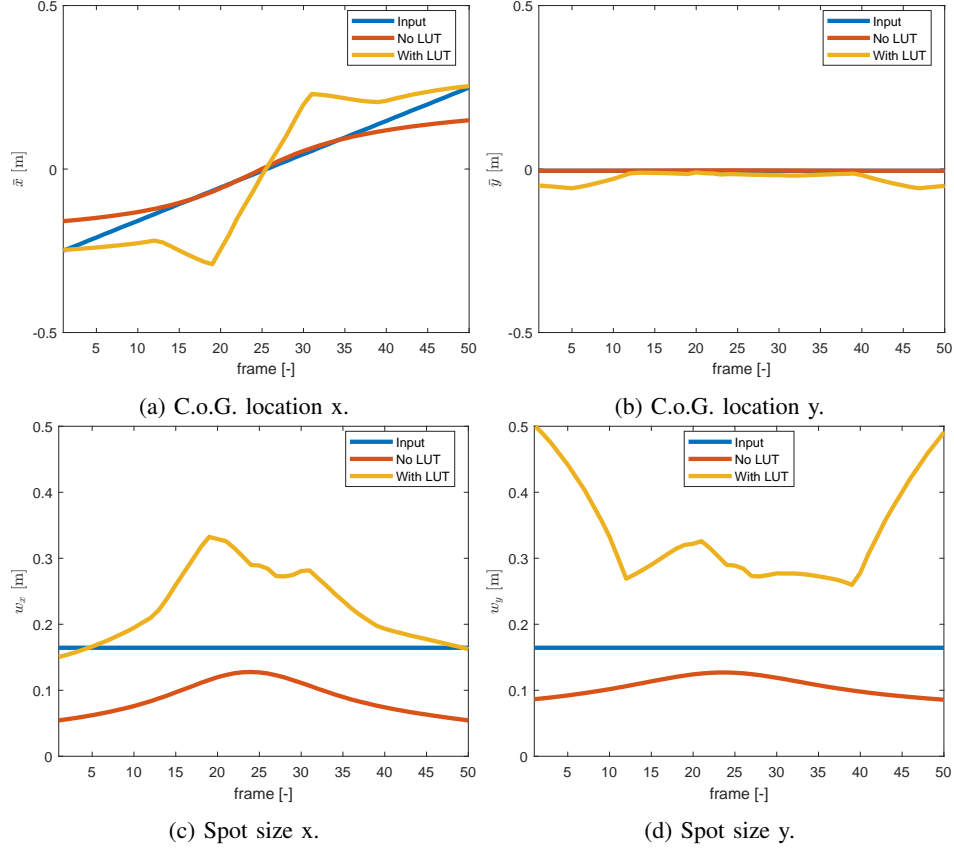 0.5
Input
No LUT
With LUT
x̄ [m]
0
-0.5
5 10 15 20 25 30 35 40 45 50
frame [-]
(a) C.o.G. location x.
0.5
Input
No LUT
With LUT
ȳ [m]
0
-0.5
5 10 15 20 25 30 35 40 45 50
frame [-]
(b) C.o.G. location y.
0.5
Input
No LUT
With LUT
0.4
0.3
w_x [m]
0.2
0.1
0
5 10 15 20 25 30 35 40 45 50
frame [-]
(c) Spot size x.
0.5
Input
No LUT
With LUT
0.4
0.3
w_y [m]
0.2
0.1
0
5 10 15 20 25 30 35 40 45 50
frame [-]
(d) Spot size y.